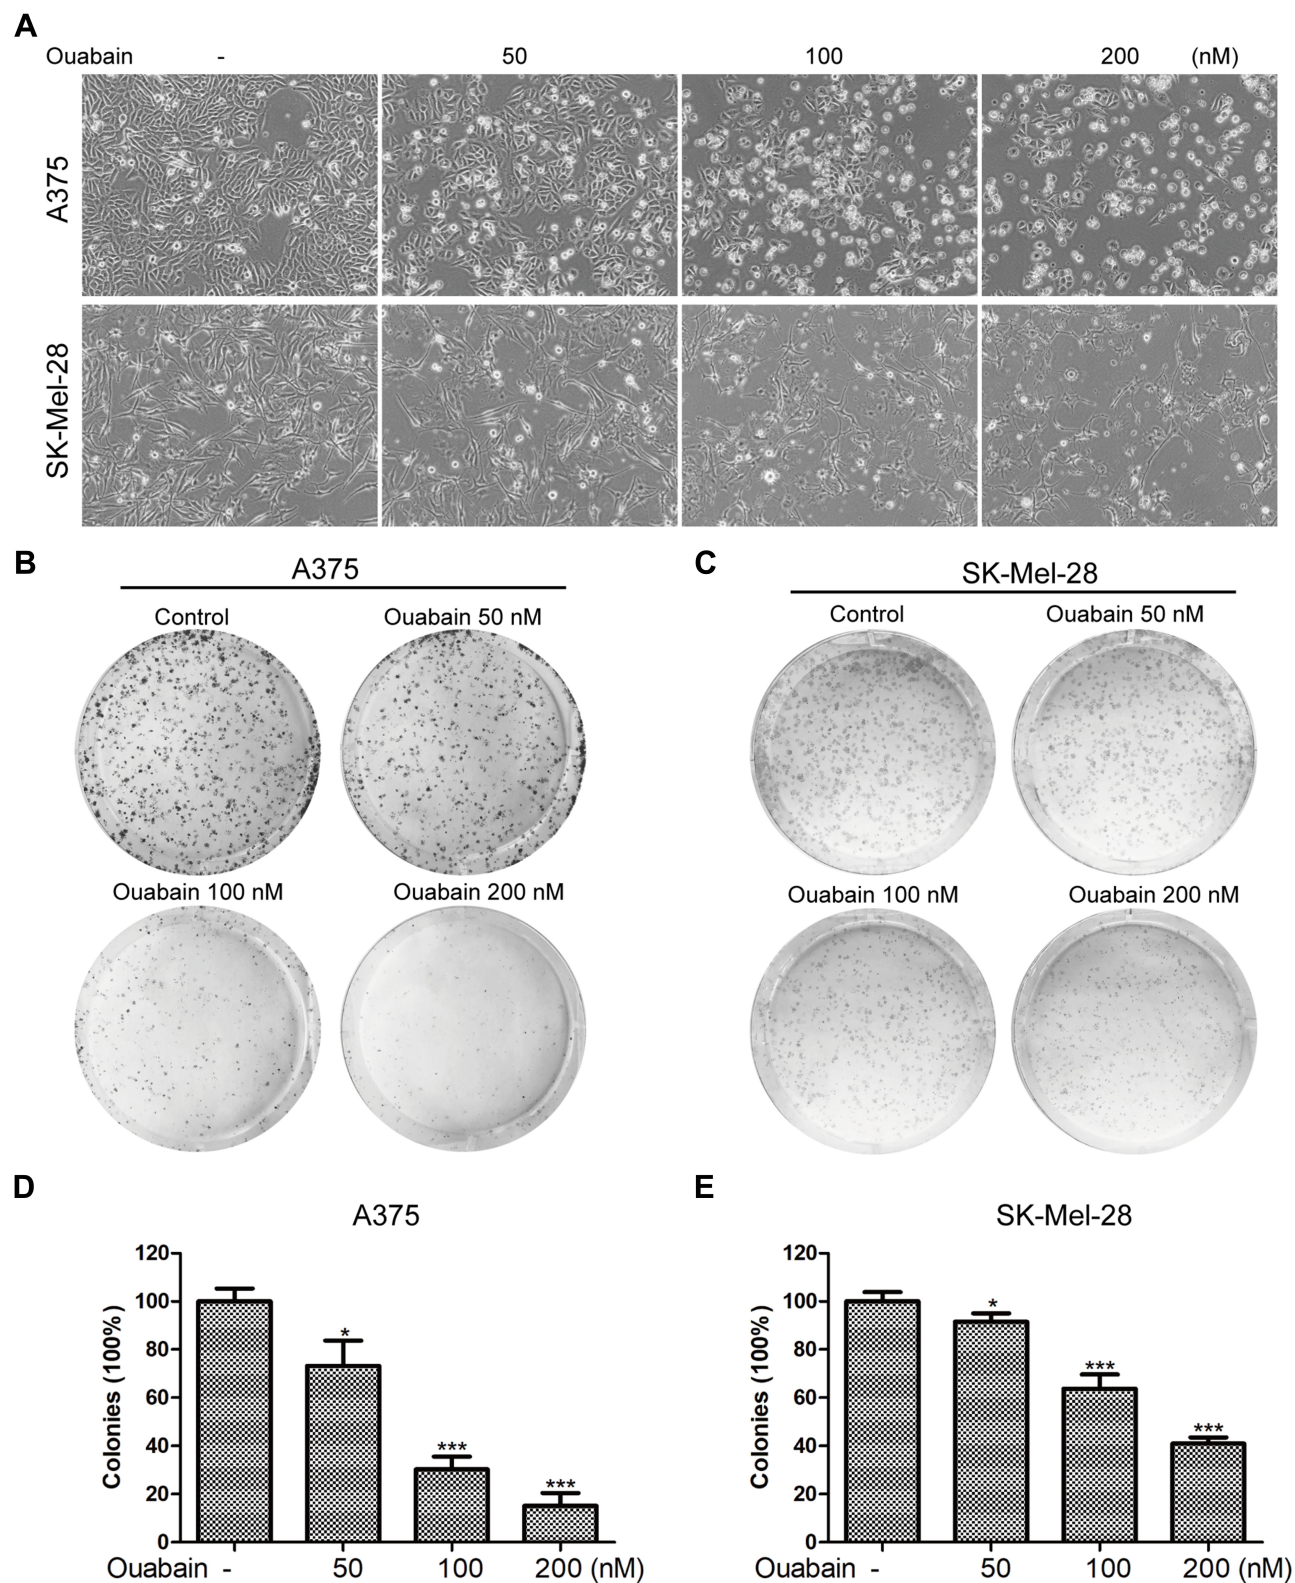 A
Ouabain - 50 100 200 (nM)
A375
SK-Mel-28
B
A375
Control Ouabain 50 nM
Ouabain 100 nM Ouabain 200 nM
C
SK-Mel-28
Control Ouabain 50 nM
Ouabain 100 nM Ouabain 200 nM
D
A375
Colonies (100%)
120
100
80
60
40
20
0
*
***
***
Ouabain - 50 100 200 (nM)
E
SK-Mel-28
Colonies (100%)
120
100
80
60
40
20
0
*
***
***
Ouabain - 50 100 200 (nM)